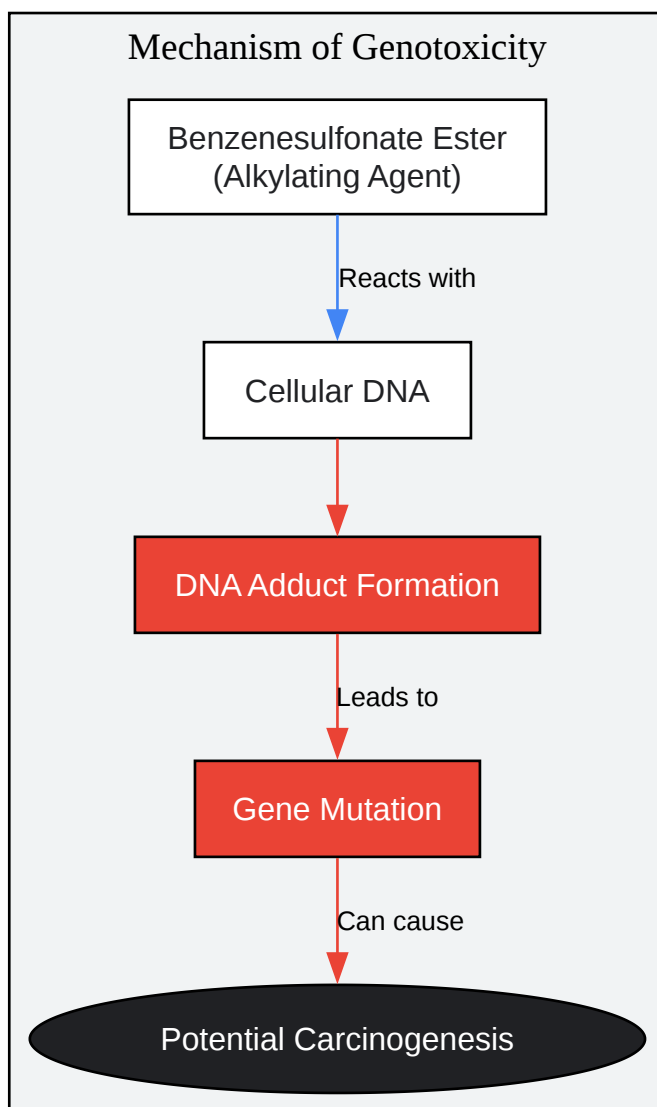 Mechanism of Genotoxicity
Benzenesulfonate Ester
(Alkylating Agent)
Reacts with
Cellular DNA
DNA Adduct Formation
Leads to
Gene Mutation
Can cause
Potential Carcinogenesis